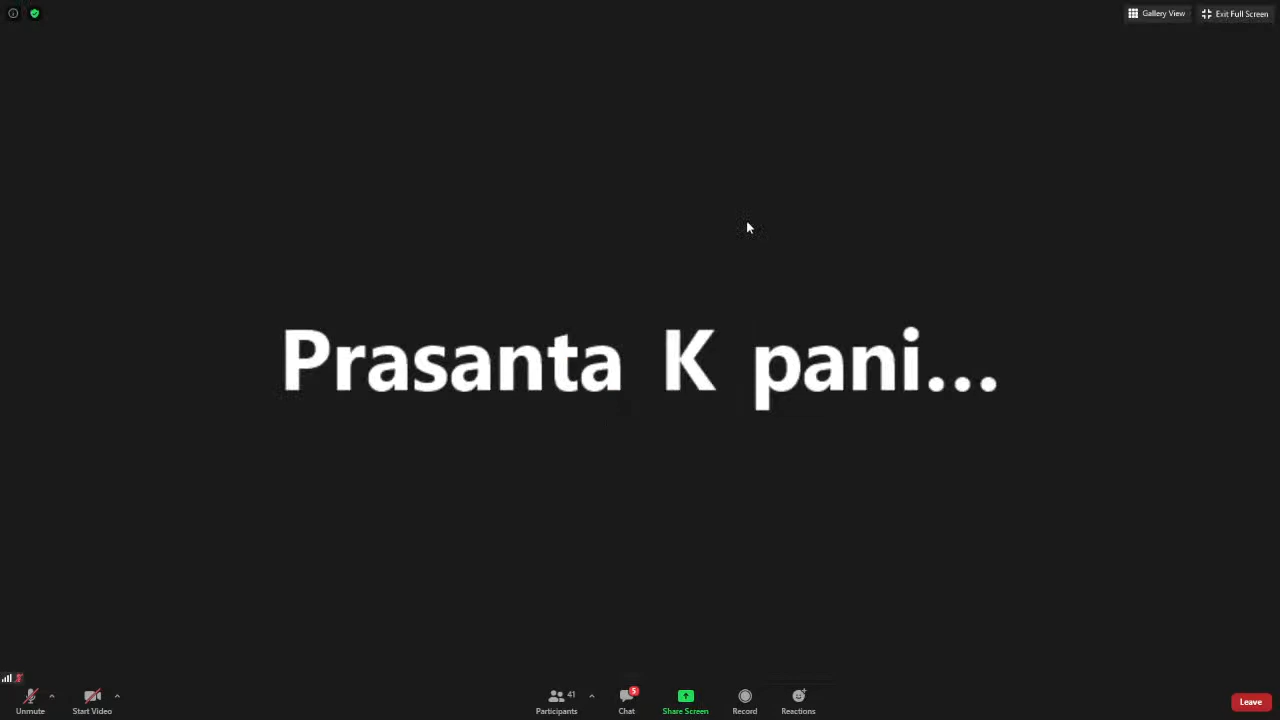 Gallery View Exit Full Screen
Prasanta K pani...
Unmute Start Video Participants 41 Chat 5 Share Screen Record Reactions Leave